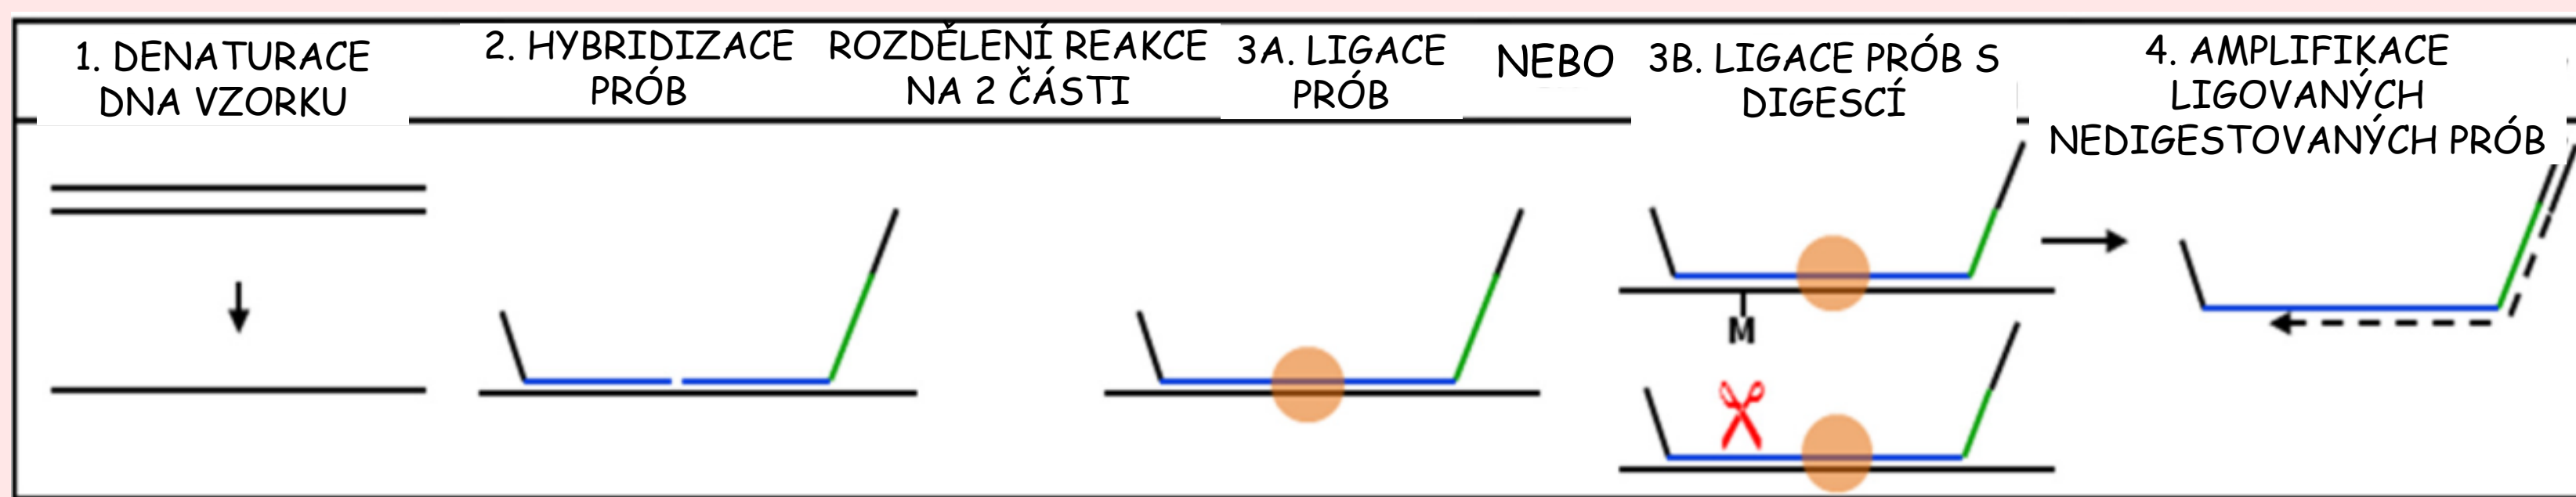 1. DENATURACE
DNA VZORKU
2. HYBRIDIZACE
PRÓB
ROZDĚLENÍ REAKCE
NA 2 ČÁSTI
3A. LIGACE
PRÓB
NEBO
3B. LIGACE PRÓB S
DIGESCÍ
4. AMPLIFIKACE
LIGOVANÝCH
NEDIGESTOVANÝCH PRÓB
M